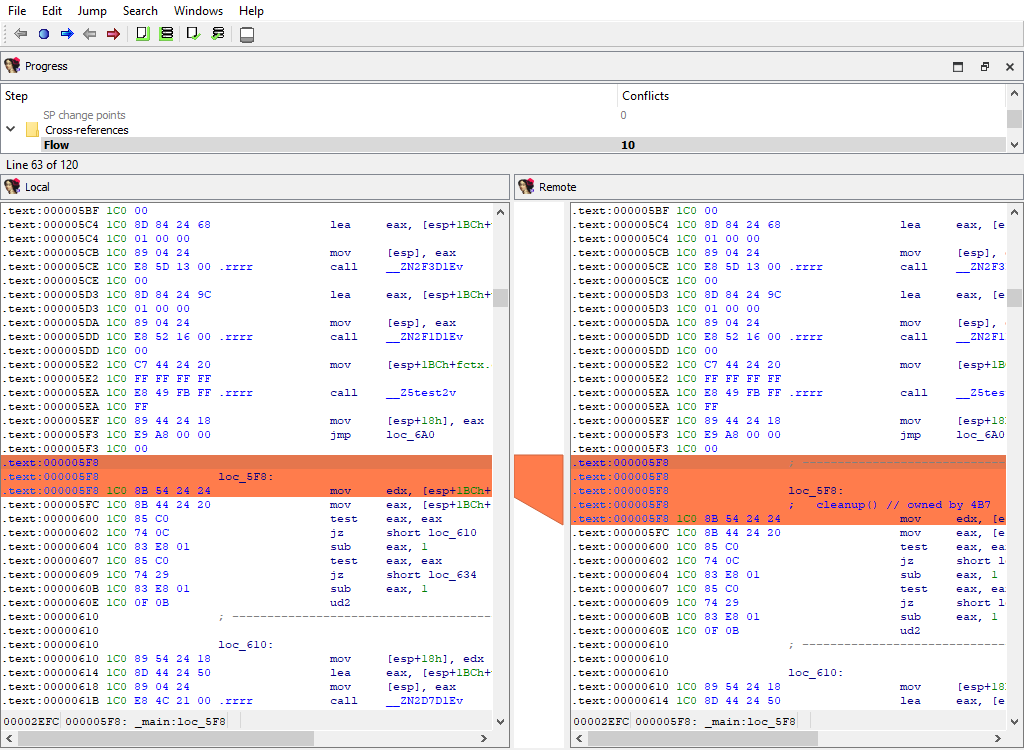 File Edit Jump Search Windows Help
Progress
Step Conflicts
SP change points 0
Cross-references
Flow 10
Line 63 of 120
Local
.text:000005BF 1C0 00
.text:000005C4 1C0 8D 84 24 68 lea eax, [esp+1BCh+
.text:000005C4 1C0 01 00 00
.text:000005CB 1C0 89 04 24 mov [esp], eax
.text:000005CE 1C0 E8 5D 13 00 .rrrr call __ZN2F3D1Ev
.text:000005CE 1C0 00
.text:000005D3 1C0 8D 84 24 9C lea eax, [esp+1BCh+
.text:000005D3 1C0 01 00 00
.text:000005DA 1C0 89 04 24 mov [esp], eax
.text:000005DD 1C0 E8 52 16 00 .rrrr call __ZN2F1D1Ev
.text:000005DD 1C0 00
.text:000005E2 1C0 C7 44 24 20 mov [esp+1BCh+fctx.
.text:000005E2 1C0 FF FF FF FF
.text:000005EA 1C0 E8 49 FB FF .rrrr call __Z5test2v
.text:000005EA 1C0 FF
.text:000005EF 1C0 89 44 24 18 mov [esp+18h], eax
.text:000005F3 1C0 E9 A8 00 00 jmp loc_6A0
.text:000005F3 1C0 00
.text:000005F8
.text:000005F8 loc_5F8:
.text:000005F8 1C0 8B 54 24 24 mov edx, [esp+1BCh+
.text:000005FC 1C0 8B 44 24 20 mov eax, [esp+1BCh+
.text:00000600 1C0 85 C0 test eax, eax
.text:00000602 1C0 74 0C jz short loc_610
.text:00000604 1C0 83 E8 01 sub eax, 1
.text:00000607 1C0 85 C0 test eax, eax
.text:00000609 1C0 74 29 jz short loc_634
.text:0000060B 1C0 83 E8 01 sub eax, 1
.text:0000060E 1C0 0F 0B ud2
.text:00000610 ; -------------------------------------
.text:00000610
.text:00000610 loc_610:
.text:00000610 1C0 89 54 24 18 mov [esp+18h], edx
.text:00000614 1C0 8D 44 24 50 lea eax, [esp+1BCh+
.text:00000618 1C0 89 04 24 mov [esp], eax
.text:0000061B 1C0 E8 4C 21 00 .rrrr call __ZN2D7D1Ev
00002EFC 000005F8: _main:loc_5F8
Remote
.text:000005BF 1C0 00
.text:000005C4 1C0 8D 84 24 68 lea eax, [e
.text:000005C4 1C0 01 00 00
.text:000005CB 1C0 89 04 24 mov [esp],
.text:000005CE 1C0 E8 5D 13 00 .rrrr call __ZN2F3
.text:000005CE 1C0 00
.text:000005D3 1C0 8D 84 24 9C lea eax, [e
.text:000005D3 1C0 01 00 00
.text:000005DA 1C0 89 04 24 mov [esp],
.text:000005DD 1C0 E8 52 16 00 .rrrr call __ZN2F1
.text:000005DD 1C0 00
.text:000005E2 1C0 C7 44 24 20 mov [esp+1B
.text:000005E2 1C0 FF FF FF FF
.text:000005EA 1C0 E8 49 FB FF .rrrr call __Z5tes
.text:000005EA 1C0 FF
.text:000005EF 1C0 89 44 24 18 mov [esp+18
.text:000005F3 1C0 E9 A8 00 00 jmp loc_6A0
.text:000005F3 1C0 00
.text:000005F8 ; -----------------------------
.text:000005F8
.text:000005F8 loc_5F8:
.text:000005F8 ; cleanup() // owned by 4B7
.text:000005F8 1C0 8B 54 24 24 mov edx, [e
.text:000005FC 1C0 8B 44 24 20 mov eax, [e
.text:00000600 1C0 85 C0 test eax, ea
.text:00000602 1C0 74 0C jz short l
.text:00000604 1C0 83 E8 01 sub eax, 1
.text:00000607 1C0 85 C0 test eax, ea
.text:00000609 1C0 74 29 jz short l
.text:0000060B 1C0 83 E8 01 sub eax, 1
.text:0000060E 1C0 0F 0B ud2
.text:00000610 ; -----------------------------
.text:00000610
.text:00000610 loc_610:
.text:00000610 1C0 89 54 24 18 mov [esp+18
.text:00000614 1C0 8D 44 24 50 lea eax, [e
00002EFC 000005F8: _main:loc_5F8